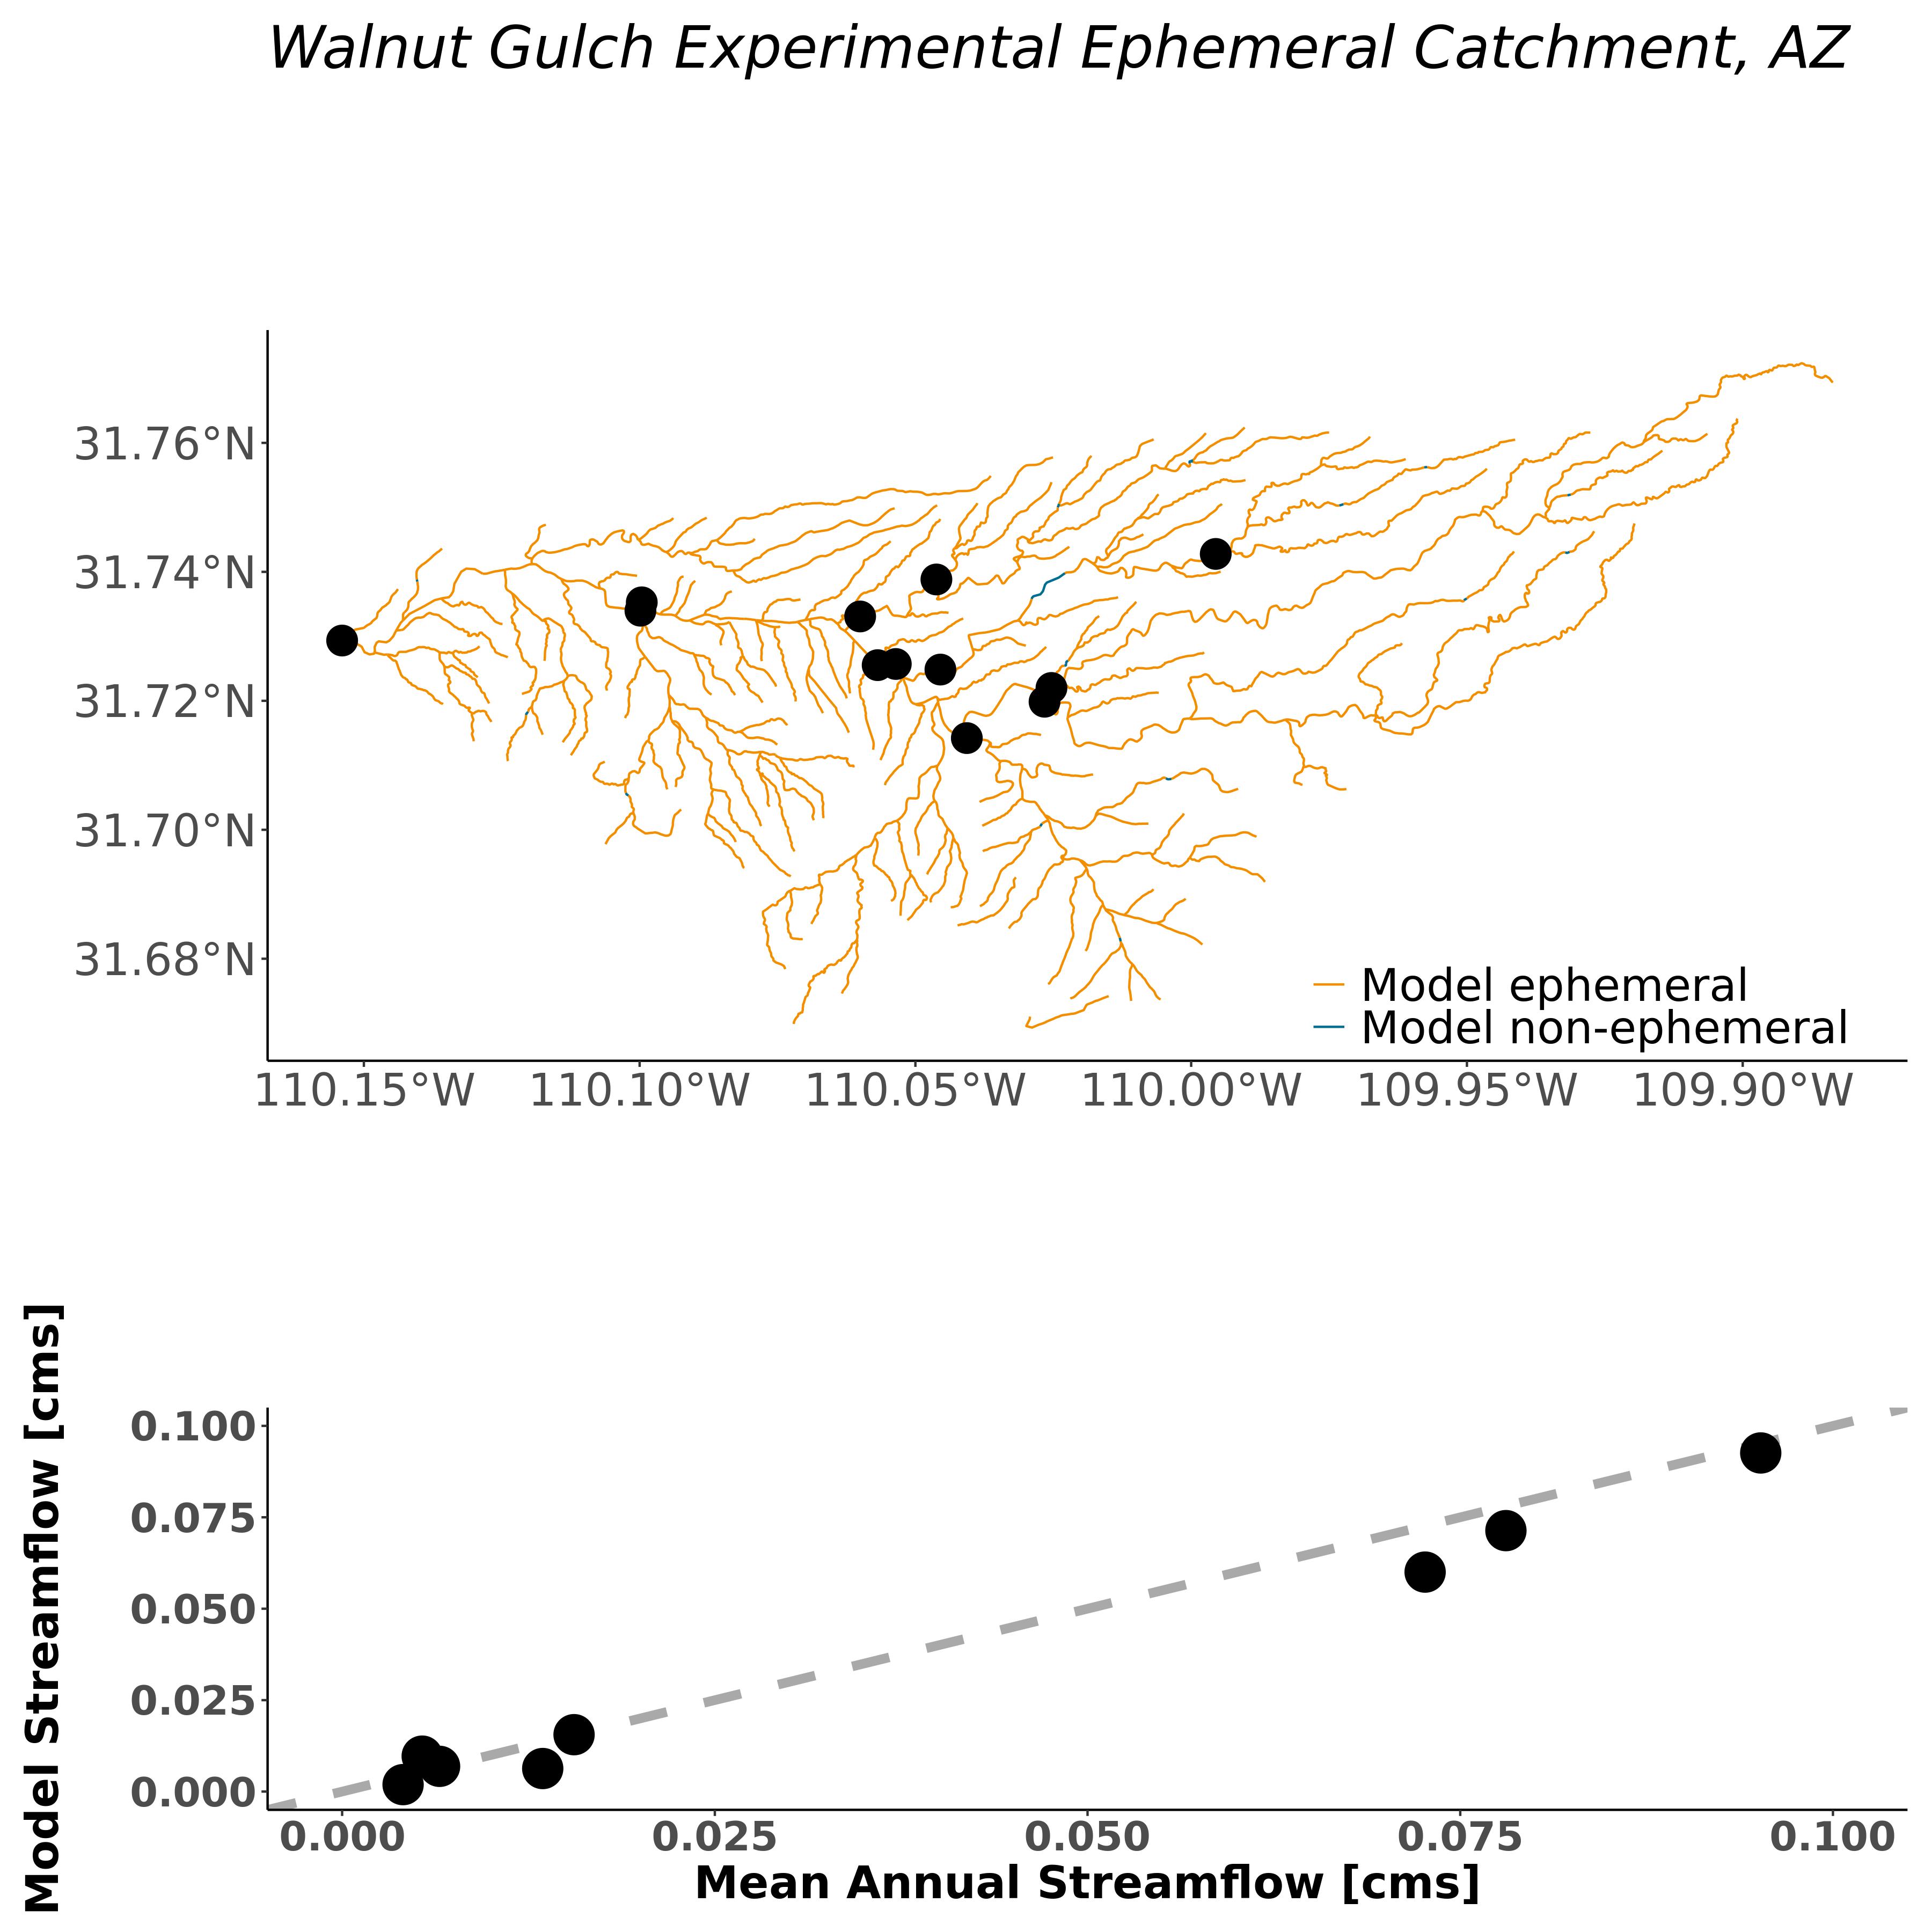 Walnut Gulch Experimental Ephemeral Catchment, AZ
31.76°N
31.74°N
31.72°N
31.70°N
31.68°N
Model ephemeral
Model non-ephemeral
110.15°W 110.10°W 110.05°W 110.00°W 109.95°W 109.90°W
Model Streamflow [cms]
0.100
0.075
0.050
0.025
0.000
0.000 0.025 0.050 0.075 0.100
Mean Annual Streamflow [cms]